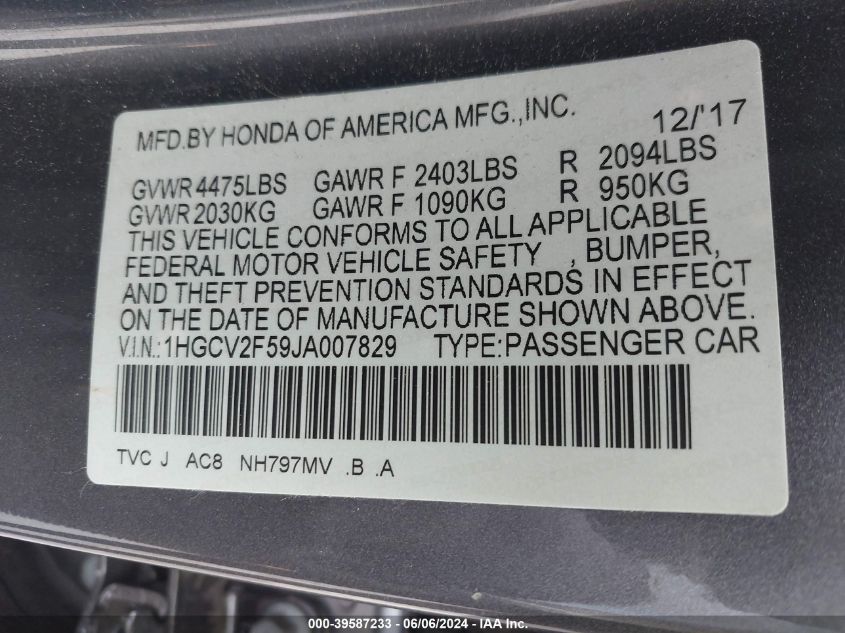 MFD.BY HONDA OF AMERICA MFG.,INC. 12/'17
GVWR 4475LBS GAWR F 2403LBS R 2094LBS
GVWR 2030KG GAWR F 1090KG R 950KG
THIS VEHICLE CONFORMS TO ALL APPLICABLE
FEDERAL MOTOR VEHICLE SAFETY , BUMPER,
AND THEFT PREVENTION STANDARDS IN EFFECT
ON THE DATE OF MANUFACTURE SHOWN ABOVE.
V.I.N.: 1HGCV2F59JA007829 TYPE: PASSENGER CAR
TVC J AC8 NH797MV .B .A
000-39587233 - 06/06/2024 - IAA Inc.